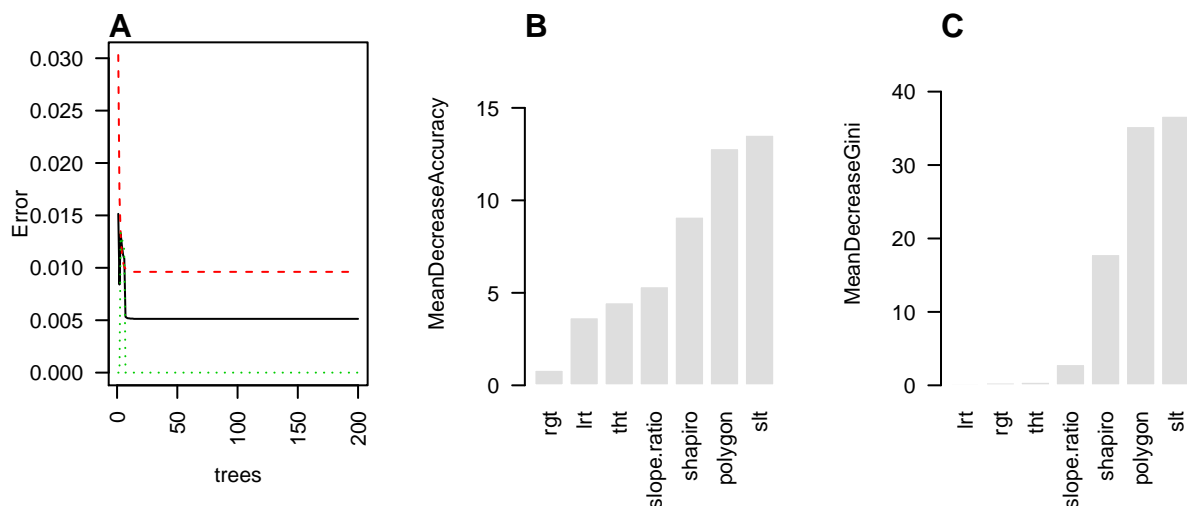 A
Error
0.030
0.025
0.020
0.015
0.010
0.005
0.000
0
50
100
150
200
trees
B
MeanDecreaseAccuracy
15
10
5
0
rgt
lrt
tht
slope.ratio
shapiro
polygon
slt
C
MeanDecreaseGini
40
30
20
10
0
lrt
rgt
tht
slope.ratio
shapiro
polygon
slt